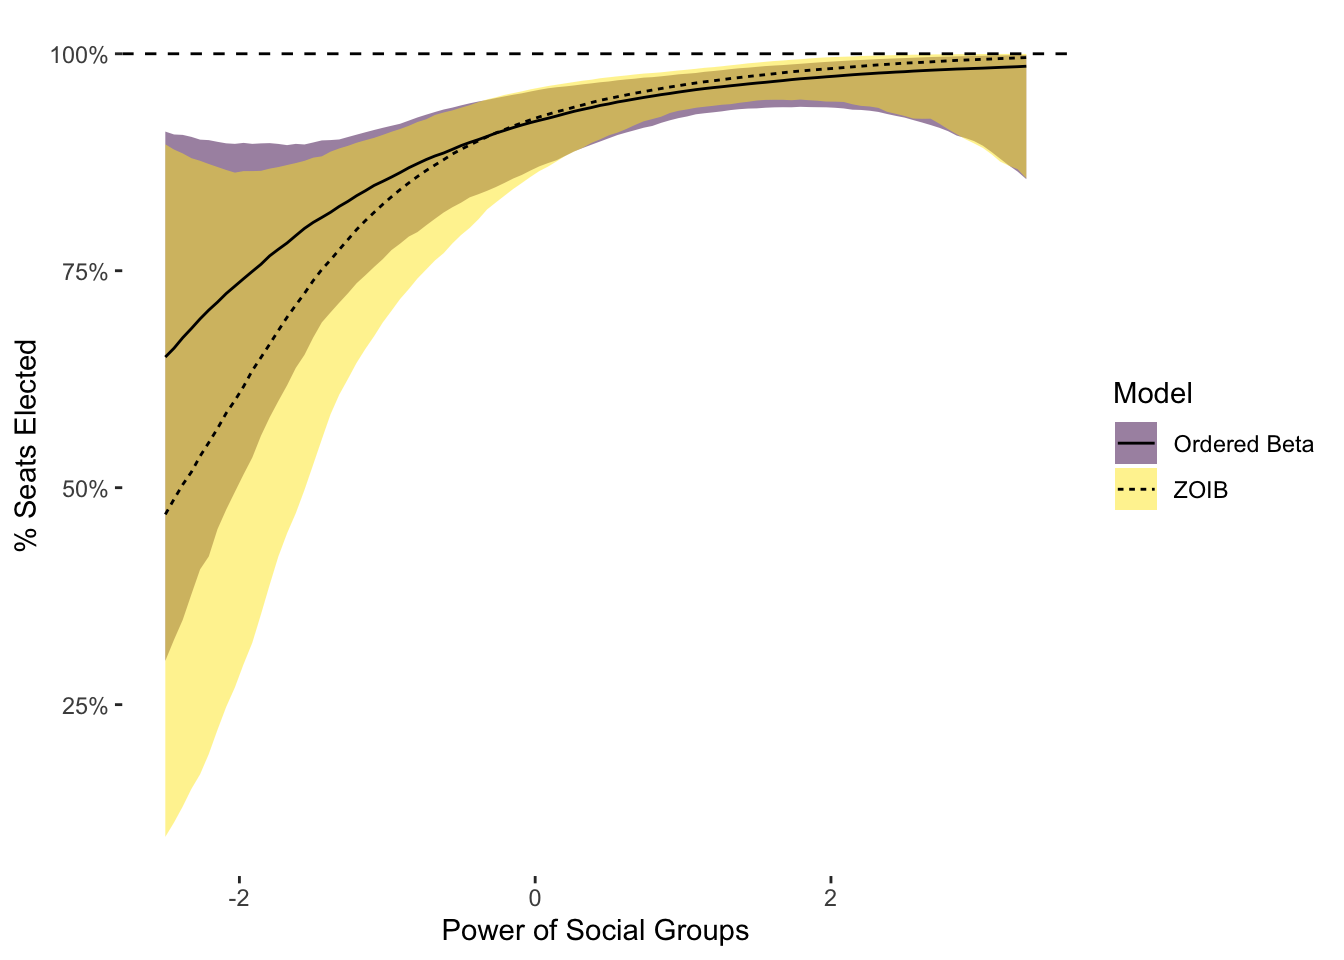 100%
75%
50%
25%
% Seats Elected
-2
0
2
Power of Social Groups
Model
Ordered Beta
ZOIB